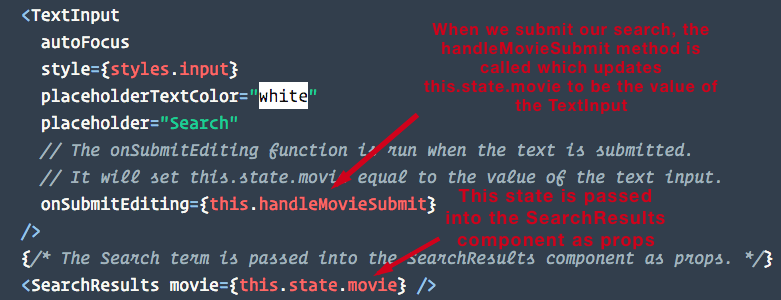 <TextInput
autoFocus
style={styles.input}
placeholderTextColor="white"
placeholder="Search"
// The onSubmitEditing function is run when the text is submitted.
// It will set this.state.movie equal to the value of the text input.
onSubmitEditing={this.handleMovieSubmit}
/>
{/* The Search term is passed into the SearchResults component as props. */}
<SearchResults movie={this.state.movie} />
When we submit our search, the
handleMovieSubmit method is
called which updates
this.state.movie to be the value of
the TextInput
This state is passed
into the SearchResults
component as props